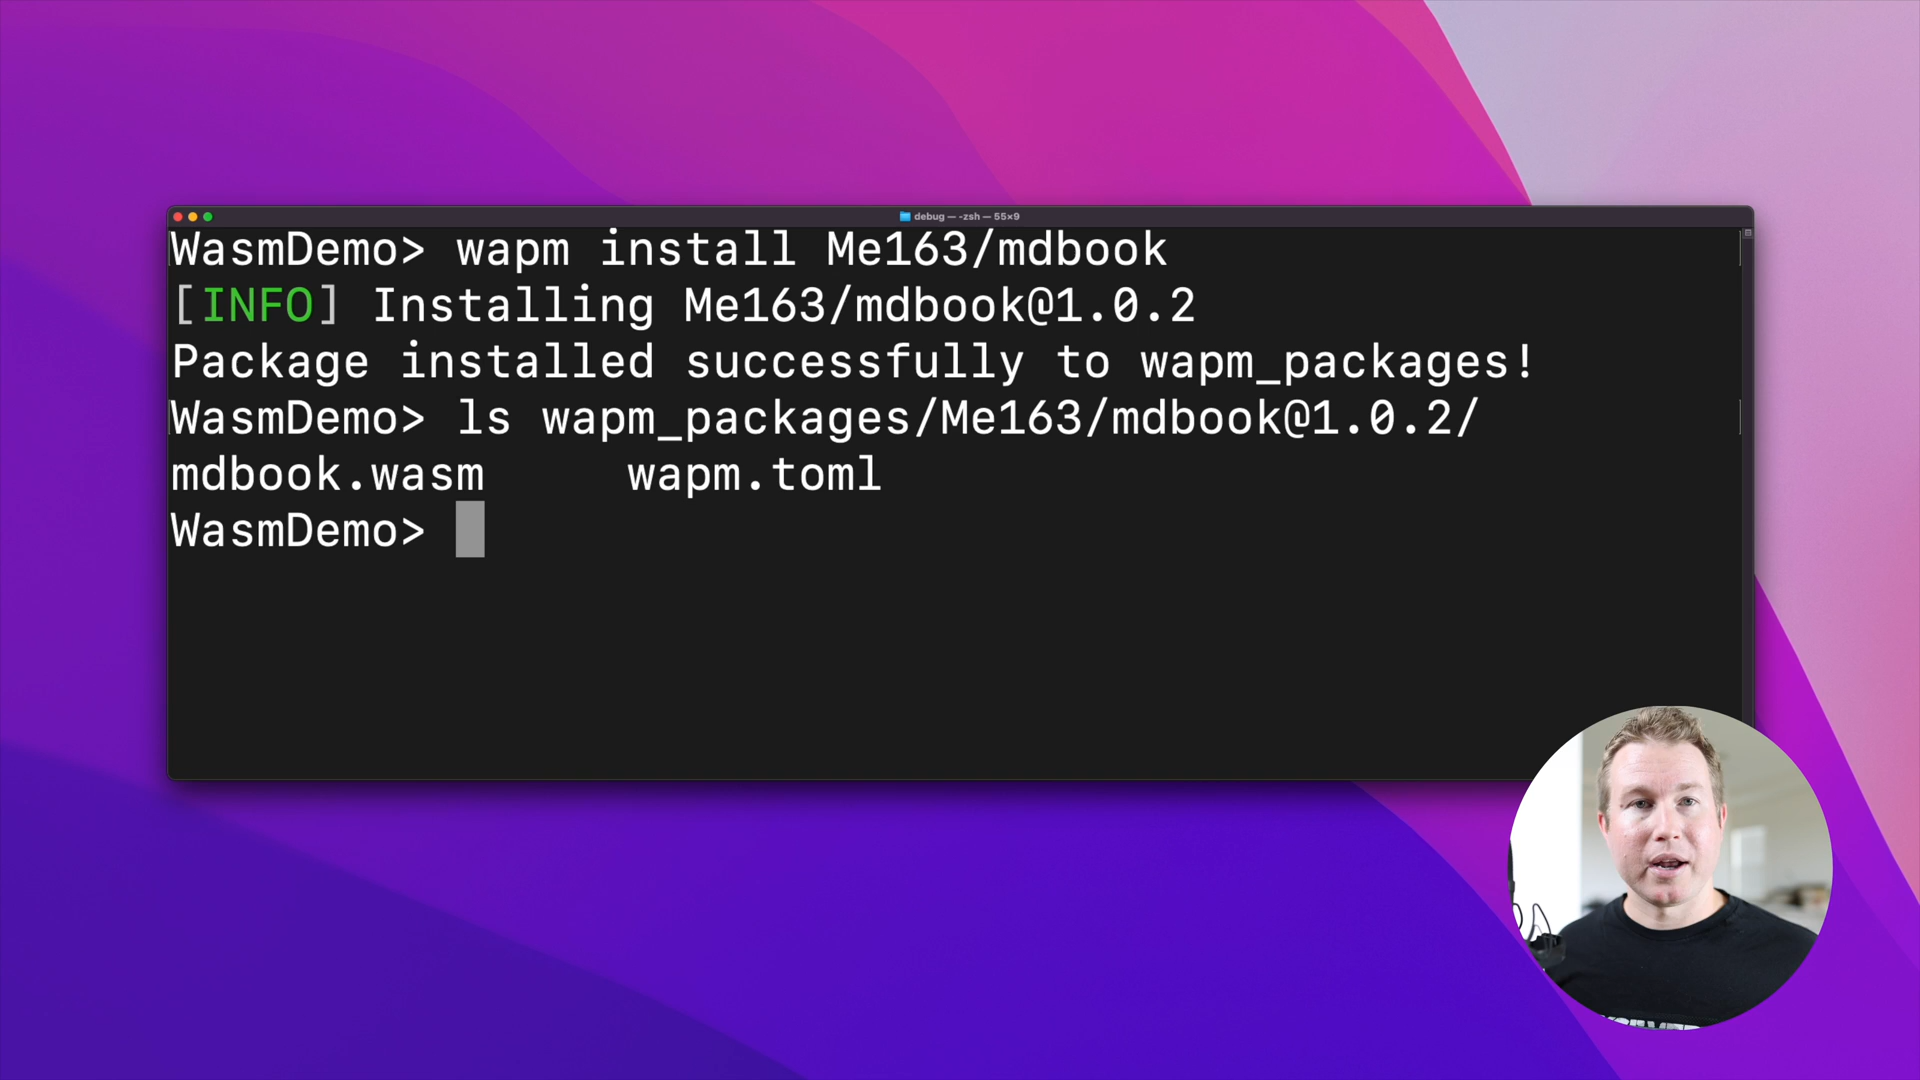 debug — -zsh — 55×9
WasmDemo> wapm install Me163/mdbook
[INFO] Installing Me163/mdbook@1.0.2
Package installed successfully to wapm_packages!
WasmDemo> ls wapm_packages/Me163/mdbook@1.0.2/
mdbook.wasm     wapm.toml
WasmDemo>